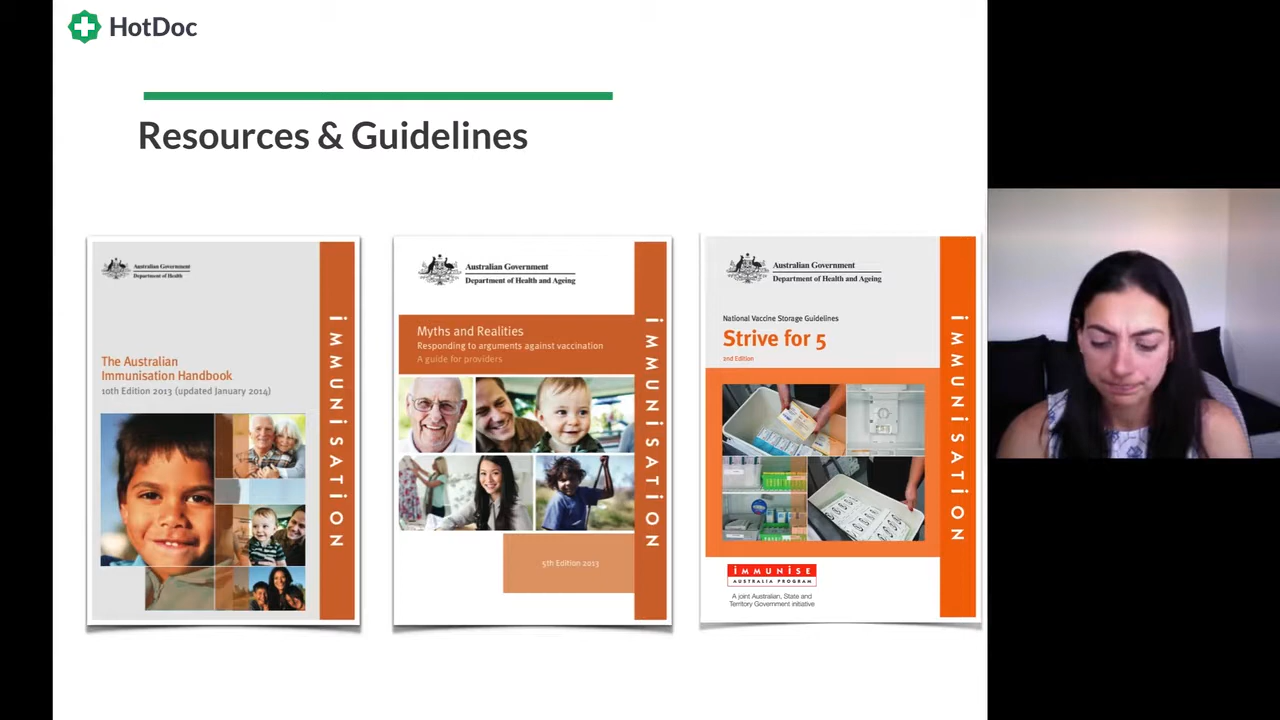 HotDoc
Resources & Guidelines
Australian Government
Department of Health
The Australian
Immunisation Handbook
10th Edition 2013 (updated January 2014)
iMMUNiSATiON
Australian Government
Department of Health and Ageing
Myths and Realities
Responding to arguments against vaccination
A guide for providers
5th Edition 2013
iMMUNiSATiON
Australian Government
Department of Health and Ageing
National Vaccine Storage Guidelines
Strive for 5
2nd Edition
iMMUNiSE
AUSTRALIA PROGRAM
A joint Australian, State and
Territory Government initiative
iMMUNiSATiON